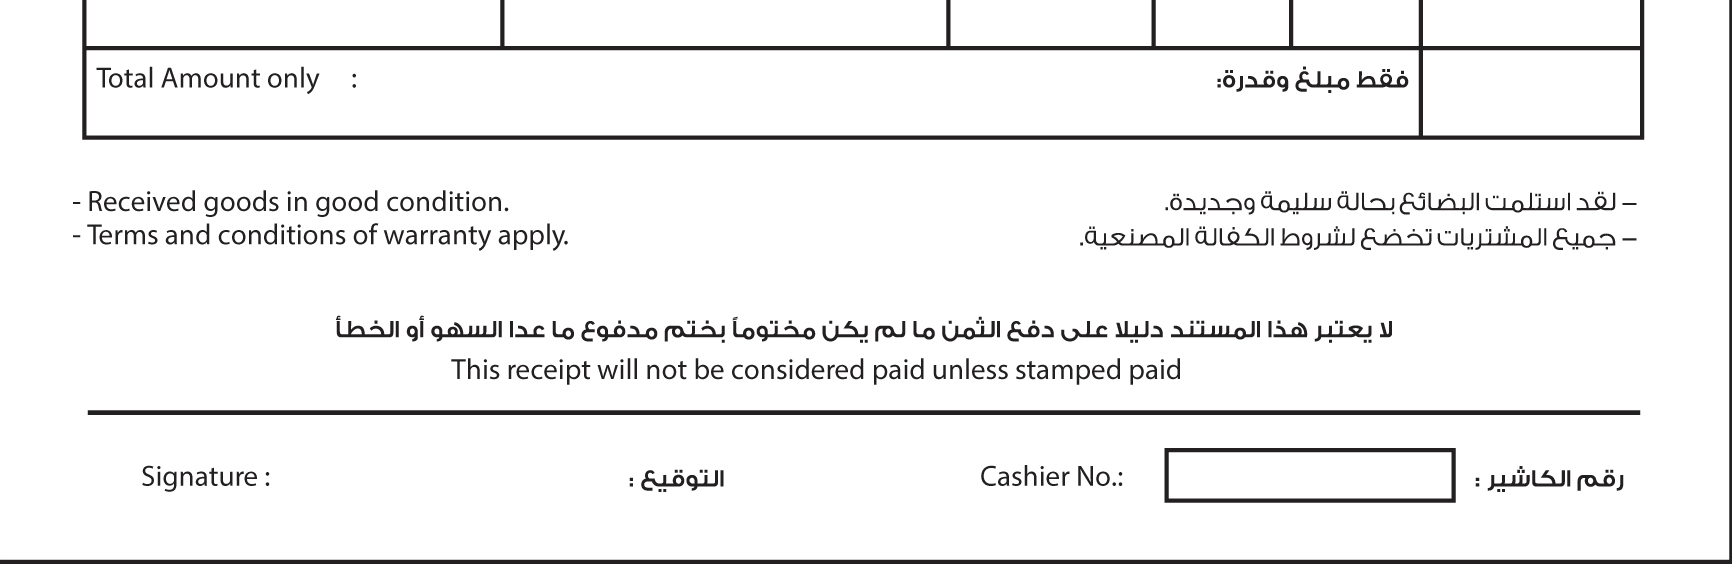 Total Amount only : فقط مبلغ وقدرة:
- Received goods in good condition.
- Terms and conditions of warranty apply.
– لقد استلمت البضائع بحالة سليمة وجديدة.
– جميع المشتريات تخضع لشروط الكفالة المصنعية.
لا يعتبر هذا المستند دليلا على دفع الثمن ما لم يكن مختوماً بختم مدفوع ما عدا السهو أو الخطأ
This receipt will not be considered paid unless stamped paid
Signature : التوقيع :
Cashier No.: رقم الكاشير :